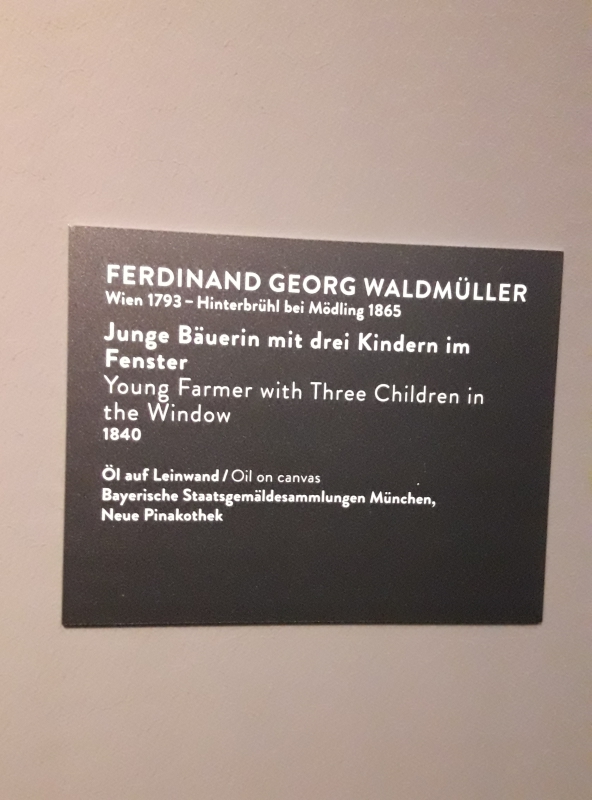 FERDINAND GEORG WALDMÜLLER
Wien 1793 – Hinterbrühl bei Mödling 1865
Junge Bäuerin mit drei Kindern im
Fenster
Young Farmer with Three Children in
the Window
1840
Öl auf Leinwand / Oil on canvas
Bayerische Staatsgemäldesammlungen München,
Neue Pinakothek